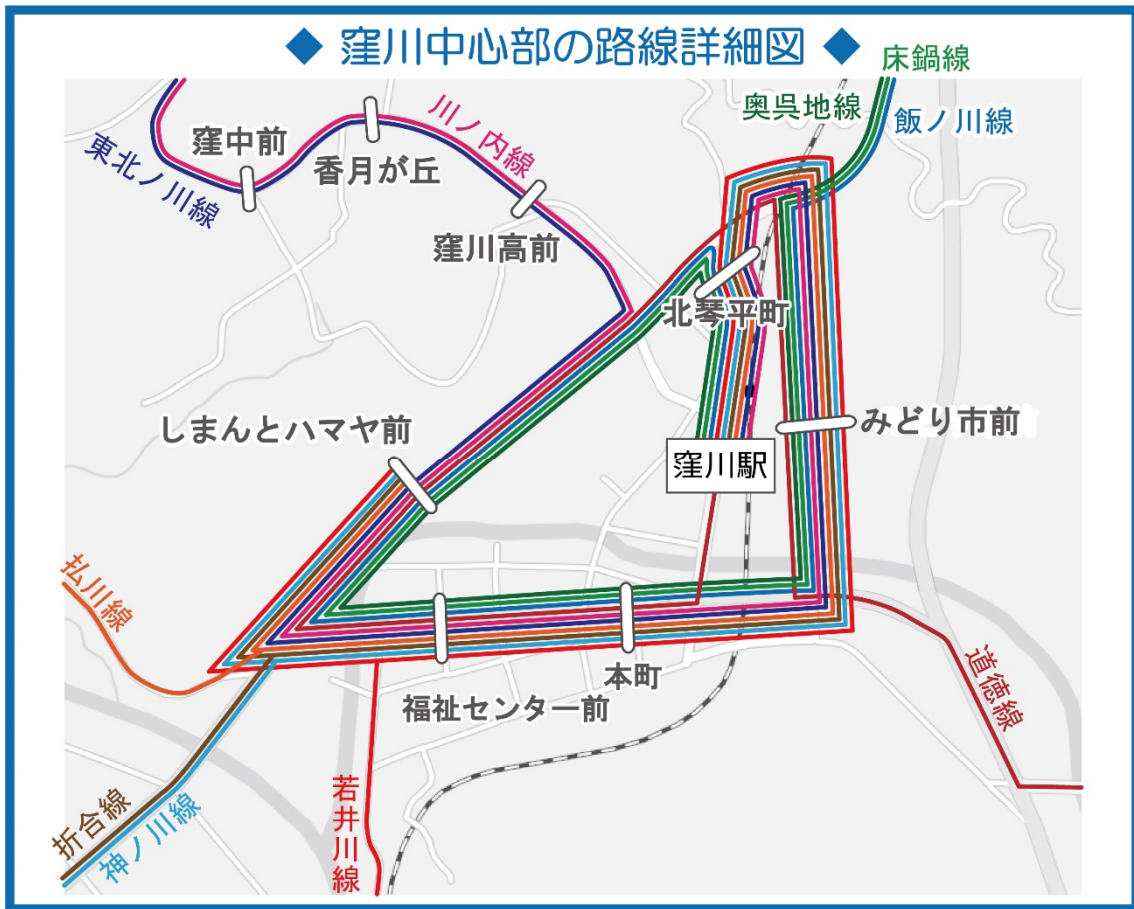 ◆ 窪川中心部の路線詳細図 ◆
床鍋線
奥呉地線
飯ノ川線
川ノ内線
窪中前
香月が丘
東北ノ川線
窪川高前
北琴平町
しまんとハマヤ前
みどり市前
窪川駅
払川線
本町
福祉センター前
道徳線
若井川線
折合線
神ノ川線